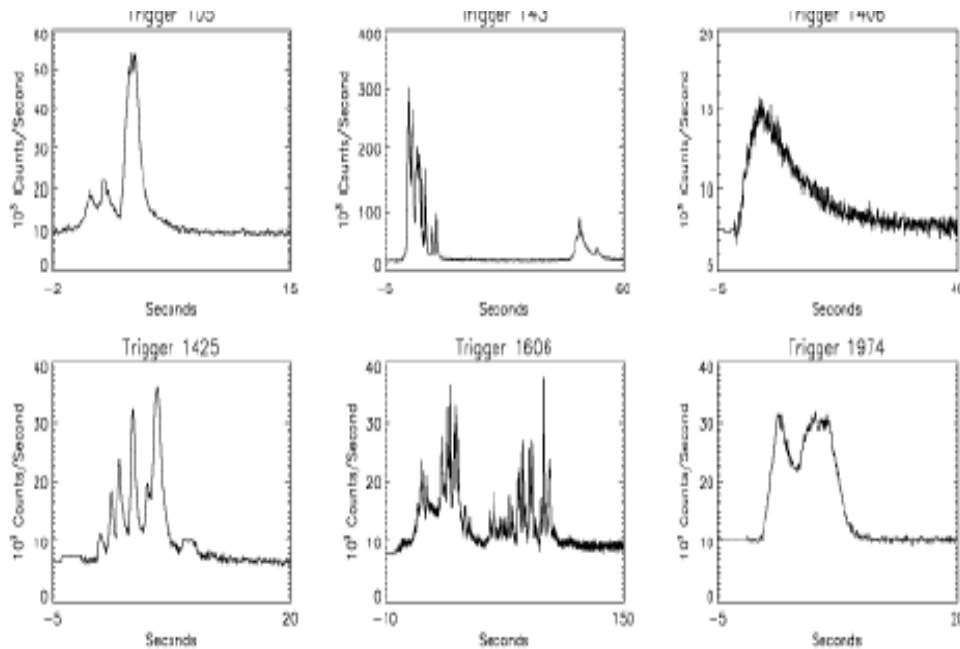 Trigger 105
Trigger 143
Trigger 1406
10³ Counts/Second
60
50
40
30
20
10
0
-2
15
Seconds
10³ Counts/Second
400
300
200
100
0
-5
60
Seconds
10³ Counts/Second
20
15
10
5
-5
40
Seconds
Trigger 1425
Trigger 1606
Trigger 1974
10³ Counts/Second
40
30
20
10
0
-5
20
Seconds
10³ Counts/Second
40
30
20
10
0
-10
150
Seconds
10³ Counts/Second
40
30
20
10
0
-5
20
Seconds